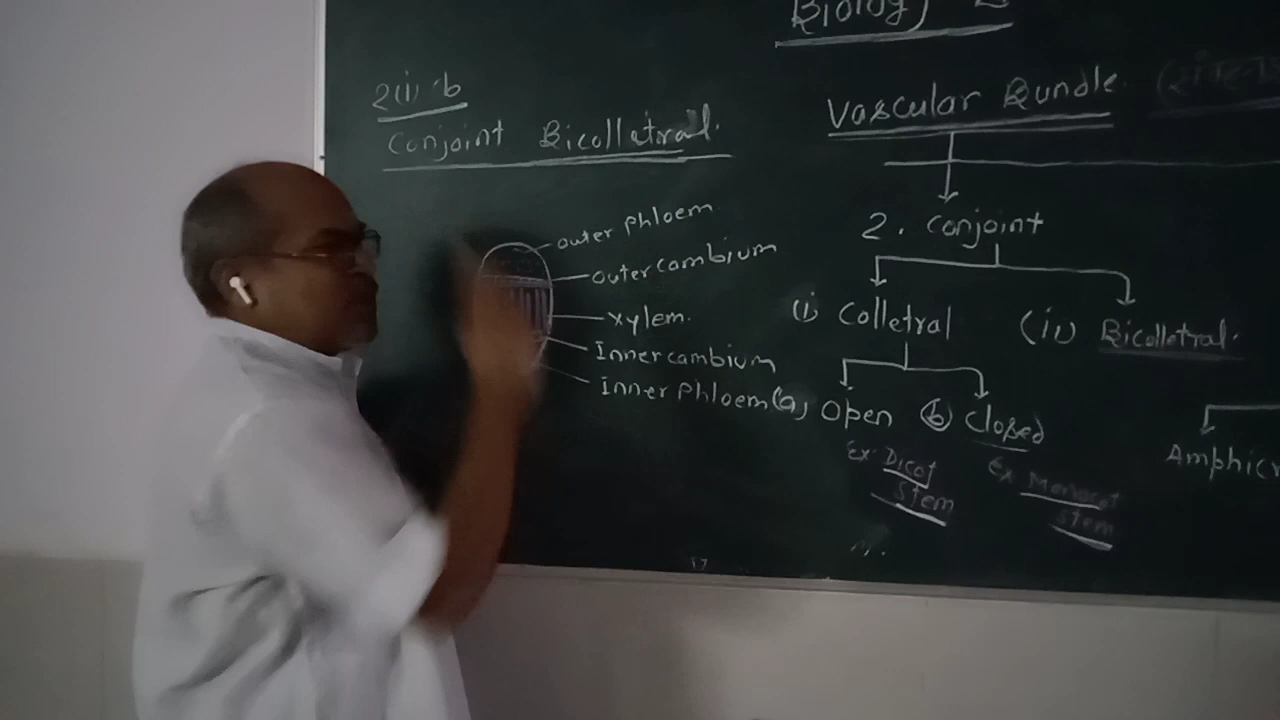 Biology
2(i) b
Conjoint Bicolletral.
outer phloem
outer cambium
xylem.
Inner cambium
Inner phloem
Vascular Bundle.
2. Conjoint
(i) Colletral
(ii) Bicolletral.
(a) Open
(b) Closed
Ex Dicot
Stem
Ex Monocot
Stem
Amphic